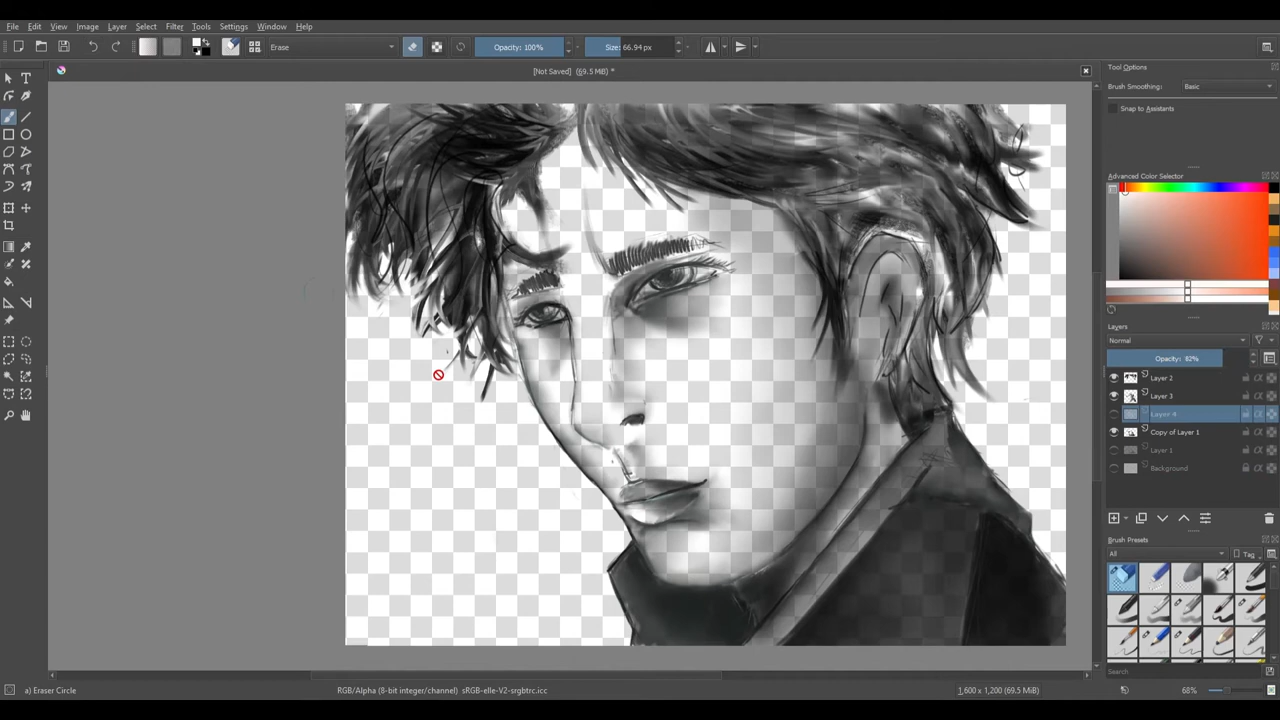 File Edit View Image Layer Select Filter Tools Settings Window Help
Erase Opacity: 100% Size: 66.94 px
[Not Saved] (69.5 MiB) *
Tool Options
Brush Smoothing: Basic
Snap to Assistants
Advanced Color Selector
Layers
Normal
Opacity: 82%
Layer 2
Layer 3
Layer 4
Copy of Layer 1
Layer 1
Background
Brush Presets
All Tag
Search
a) Eraser Circle RGB/Alpha (8-bit integer/channel) sRGB-elle-V2-srgbtrc.icc 1,600 x 1,200 (69.5 MiB) 68%